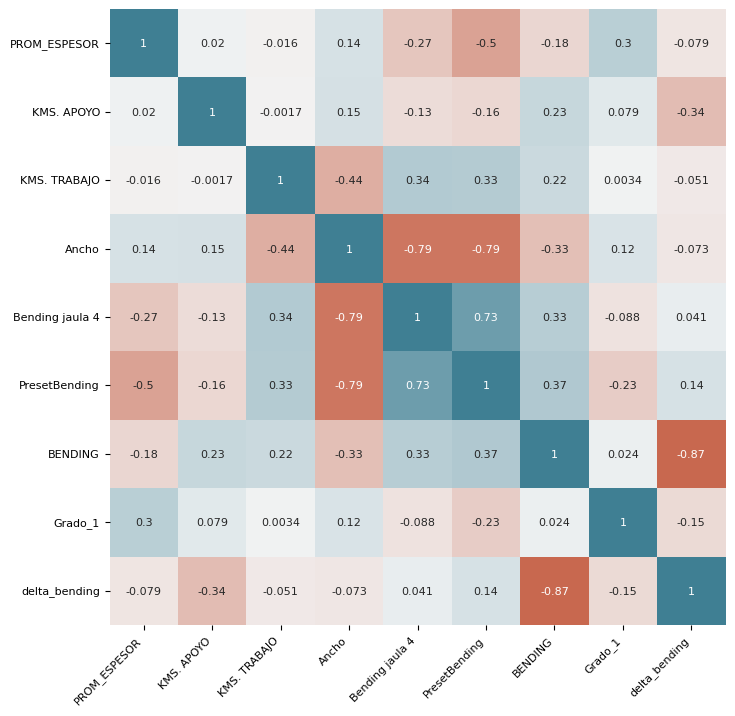 PROM_ESPESOR 1 0.02 -0.016 0.14 -0.27 -0.5 -0.18 0.3 -0.079
KMS. APOYO 0.02 1 -0.0017 0.15 -0.13 -0.16 0.23 0.079 -0.34
KMS. TRABAJO -0.016 -0.0017 1 -0.44 0.34 0.33 0.22 0.0034 -0.051
Ancho 0.14 0.15 -0.44 1 -0.79 -0.79 -0.33 0.12 -0.073
Bending jaula 4 -0.27 -0.13 0.34 -0.79 1 0.73 0.33 -0.088 0.041
PresetBending -0.5 -0.16 0.33 -0.79 0.73 1 0.37 -0.23 0.14
BENDING -0.18 0.23 0.22 -0.33 0.33 0.37 1 0.024 -0.87
Grado_1 0.3 0.079 0.0034 0.12 -0.088 -0.23 0.024 1 -0.15
delta_bending -0.079 -0.34 -0.051 -0.073 0.041 0.14 -0.87 -0.15 1
PROM_ESPESOR KMS. APOYO KMS. TRABAJO Ancho Bending jaula 4 PresetBending BENDING Grado_1 delta_bending